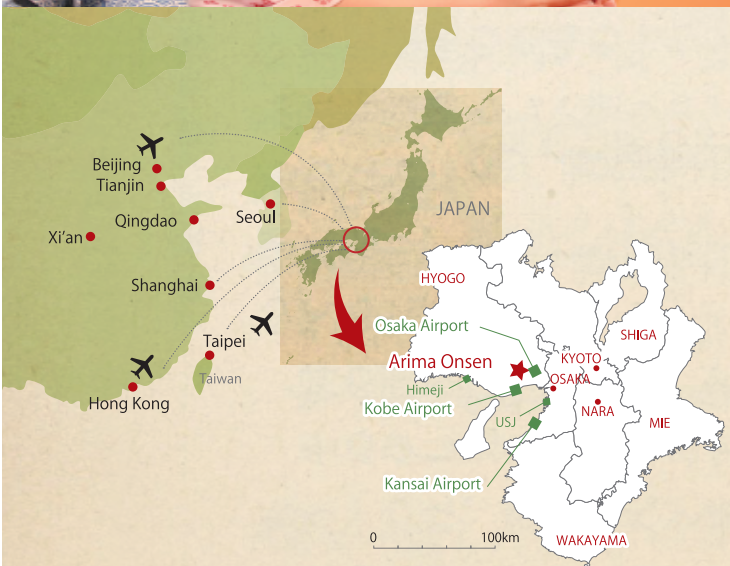 Beijing
Tianjin
Qingdao
Seoul
Xi'an
Shanghai
Taipei
Taiwan
Hong Kong
JAPAN
HYOGO
SHIGA
Osaka Airport
KYOTO
Arima Onsen
OSAKA
Himeji
Kobe Airport
NARA
USJ
MIE
Kansai Airport
WAKAYAMA
0 100km